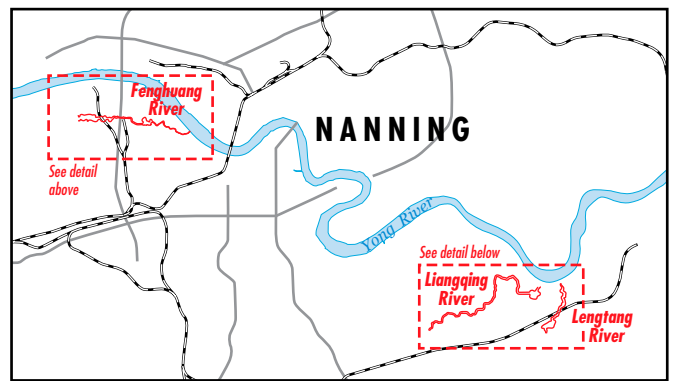 Fenghuang
River
NANNING
See detail
above
Yong River
See detail below
Liangqing
River
Lengtang
River